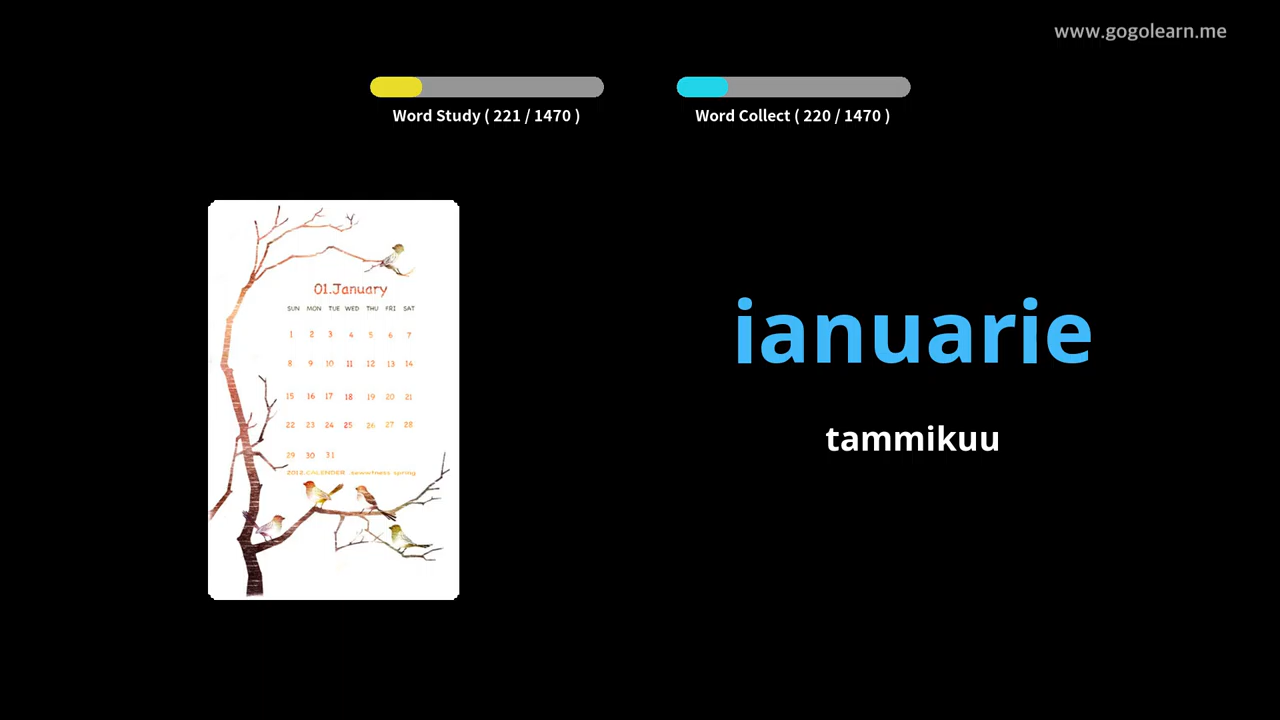 www.gogolearn.me
Word Study ( 221 / 1470 )
Word Collect ( 220 / 1470 )
01.January
SUN MON TUE WED THU FRI SAT
1 2 3 4 5 6 7
8 9 10 11 12 13 14
15 16 17 18 19 20 21
22 23 24 25 26 27 28
29 30 31
CALENDER spring
ianuarie
tammikuu